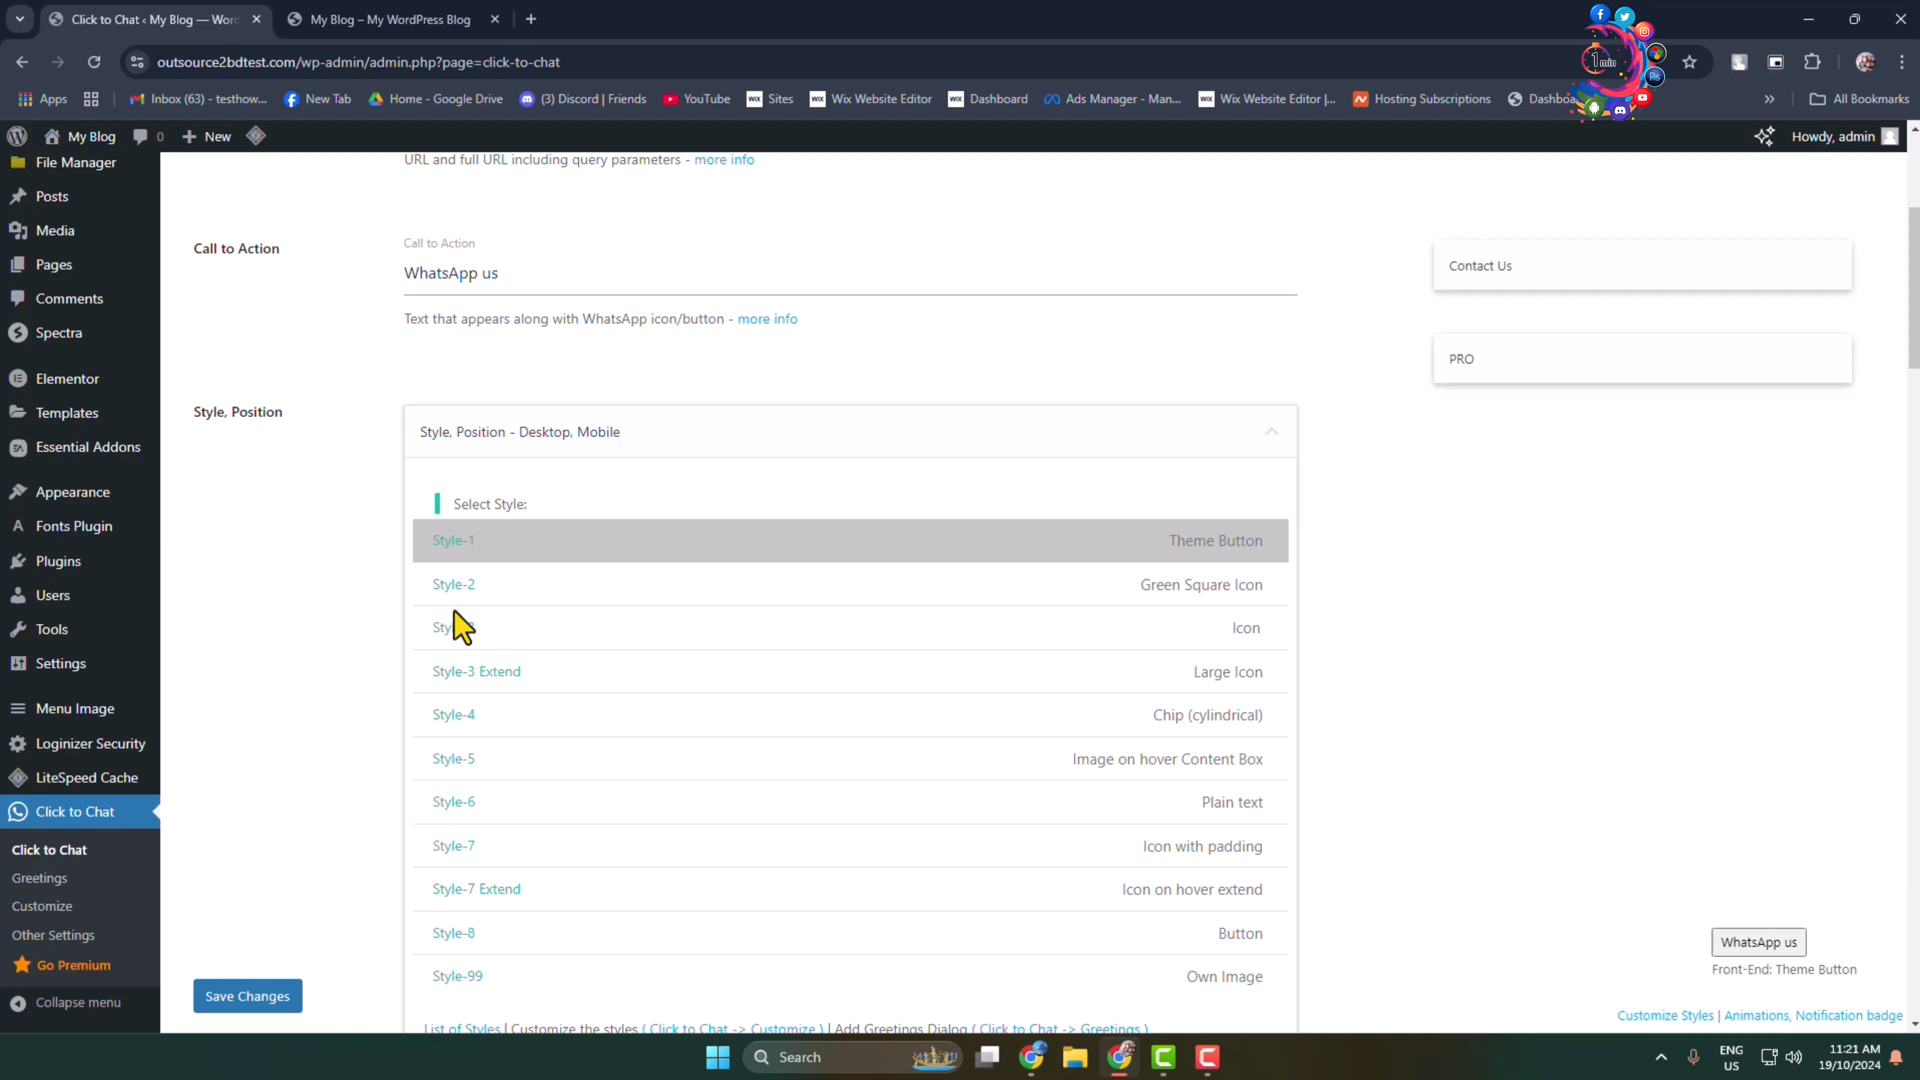 Click to Chat ‹ My Blog — Wor
My Blog – My WordPress Blog
outsource2bdtest.com/wp-admin/admin.php?page=click-to-chat
1 min
Ps
Apps
Inbox (63) - testhow...
New Tab
Home - Google Drive
(3) Discord | Friends
YouTube
WIX Sites
WIX Wix Website Editor
WIX Dashboard
Ads Manager - Man...
WIX Wix Website Editor |...
Hosting Subscriptions
Dashboa
All Bookmarks
My Blog
0
New
Howdy, admin
File Manager
Posts
Media
Pages
Comments
Spectra
Elementor
Templates
Essential Addons
Appearance
Fonts Plugin
Plugins
Users
Tools
Settings
Menu Image
Loginizer Security
LiteSpeed Cache
Click to Chat
Click to Chat
Greetings
Customize
Other Settings
Go Premium
Collapse menu
URL and full URL including query parameters - more info
Call to Action
Call to Action
WhatsApp us
Text that appears along with WhatsApp icon/button - more info
Contact Us
PRO
Style, Position
Style, Position - Desktop, Mobile
Select Style:
Style-1 Theme Button
Style-2 Green Square Icon
Icon
Style-3 Extend Large Icon
Style-4 Chip (cylindrical)
Style-5 Image on hover Content Box
Style-6 Plain text
Style-7 Icon with padding
Style-7 Extend Icon on hover extend
Style-8 Button
Style-99 Own Image
List of Styles | Customize the styles ( Click to Chat -> Customize ) | Add Greetings Dialog ( Click to Chat -> Greetings )
Save Changes
WhatsApp us
Front-End: Theme Button
Customize Styles | Animations, Notification badge
Search
ENG
US
11:21 AM
19/10/2024